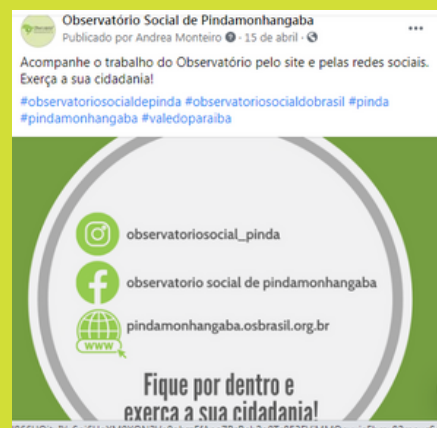 Observatório Social de Pindamonhangaba
Publicado por Andrea Monteiro · 15 de abril ·
Acompanhe o trabalho do Observatório pelo site e pelas redes sociais.
Exerça a sua cidadania!
#observatoriosocialdepinda #observatoriosocialdobrasil #pinda
#pindamonhangaba #valedoparaiba
observatoriosocial_pinda
observatorio social de pindamonhangaba
pindamonhangaba.osbrasil.org.br
WWW
Fique por dentro e
exerça a sua cidadania!